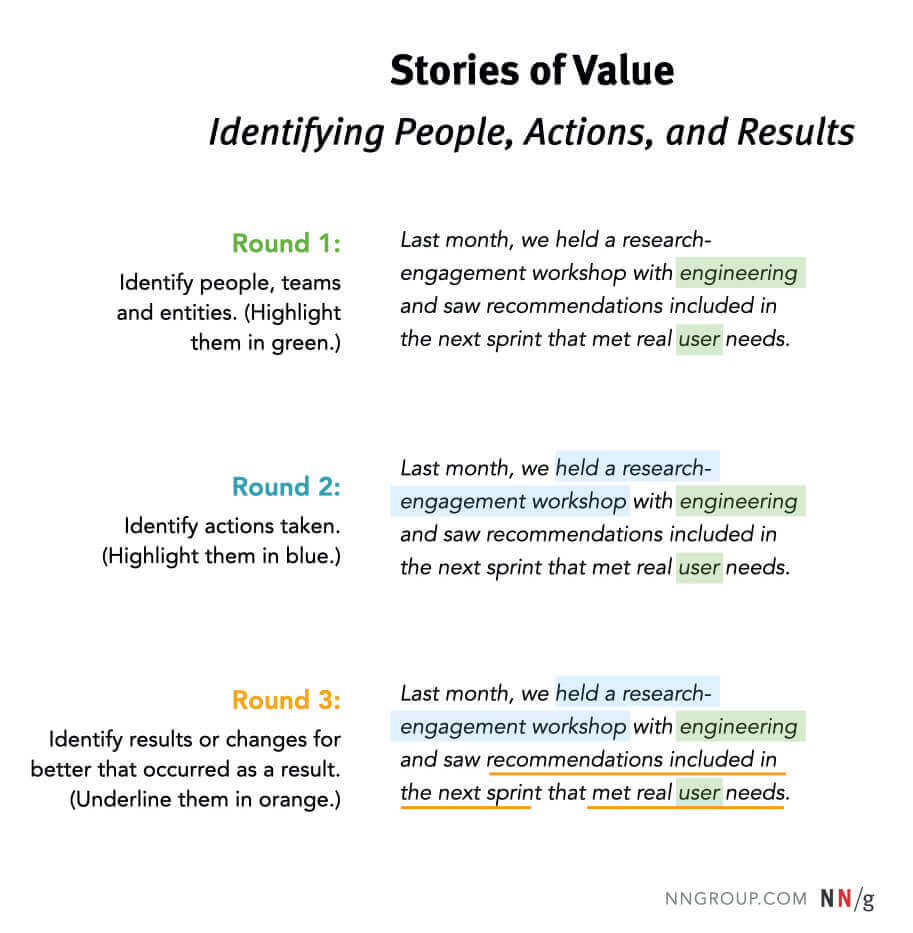 Stories of Value
Identifying People, Actions, and Results
Round 1:
Identify people, teams
and entities. (Highlight
them in green.)
Last month, we held a research-
engagement workshop with engineering
and saw recommendations included in
the next sprint that met real user needs.
Round 2:
Identify actions taken.
(Highlight them in blue.)
Last month, we held a research-
engagement workshop with engineering
and saw recommendations included in
the next sprint that met real user needs.
Round 3:
Identify results or changes for
better that occurred as a result.
(Underline them in orange.)
Last month, we held a research-
engagement workshop with engineering
and saw recommendations included in
the next sprint that met real user needs.
NNGROUP.COM NN/g